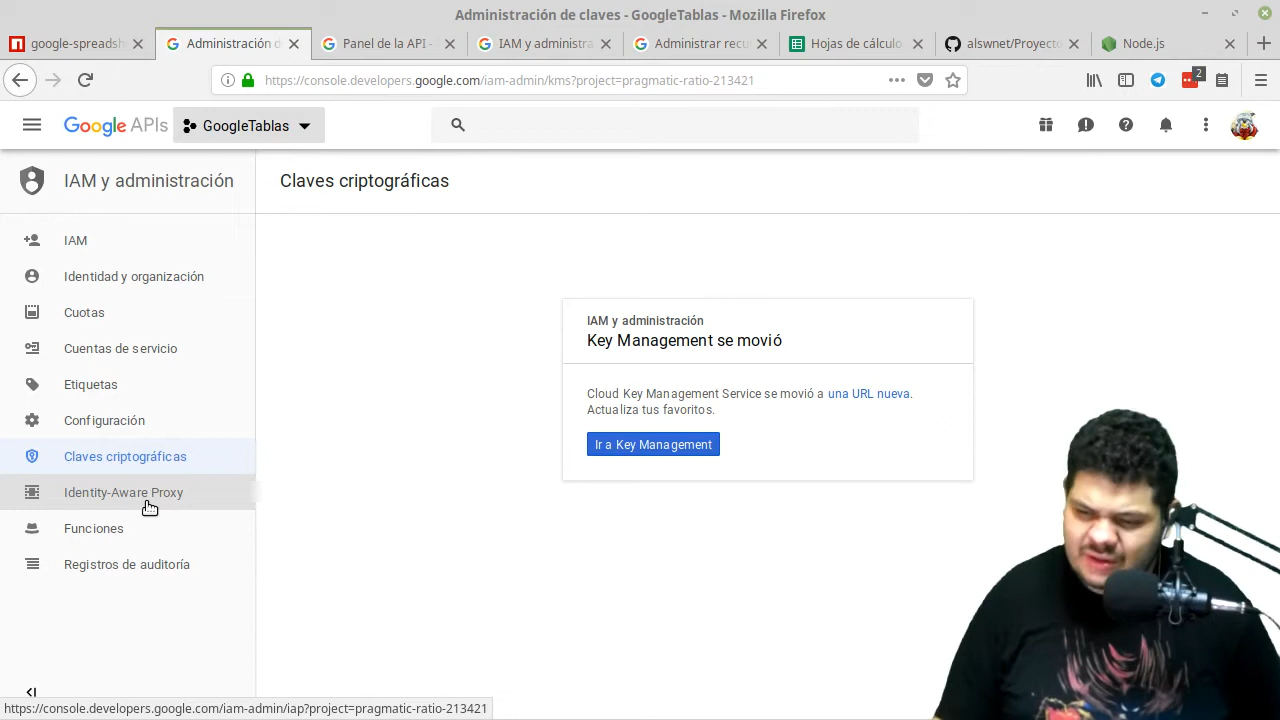 Administración de claves - GoogleTablas - Mozilla Firefox
google-spreadsh
Administración d
Panel de la API -
IAM y administra
Administrar recu
Hojas de cálculo
alswnet/Proyecto
Node.js
https://console.developers.google.com/iam-admin/kms?project=pragmatic-ratio-213421
2
Google APIs
GoogleTablas
IAM y administración
Claves criptográficas
IAM
Identidad y organización
Cuotas
Cuentas de servicio
Etiquetas
Configuración
Claves criptográficas
Identity-Aware Proxy
Funciones
Registros de auditoría
IAM y administración
Key Management se movió
Cloud Key Management Service se movió a una URL nueva.
Actualiza tus favoritos.
Ir a Key Management
https://console.developers.google.com/iam-admin/iap?project=pragmatic-ratio-213421